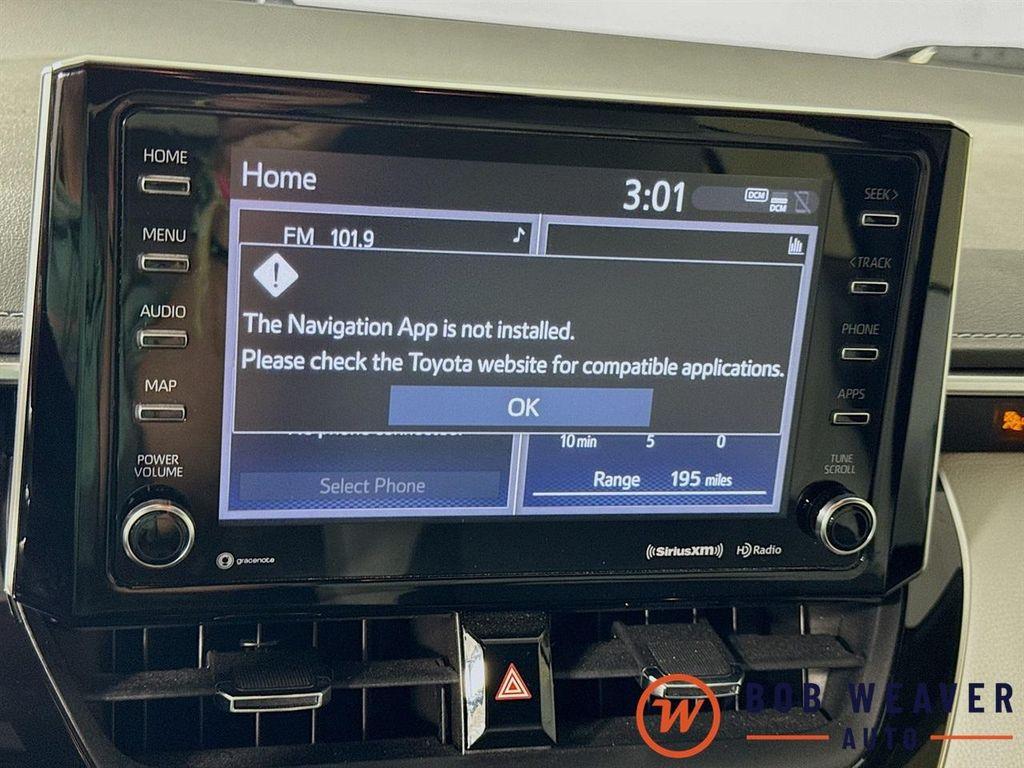 HOME
MENU
AUDIO
MAP
POWER
VOLUME
Home
3:01
DCM
DCM
FM 101.9
The Navigation App is not installed.
Please check the Toyota website for compatible applications.
OK
10 min 5 0
Select Phone
Range 195 miles
SEEK>
<TRACK
PHONE
APPS
TUNE
SCROLL
gracenote
((SiriusXM))
HD Radio
W BOB WEAVER
AUTO